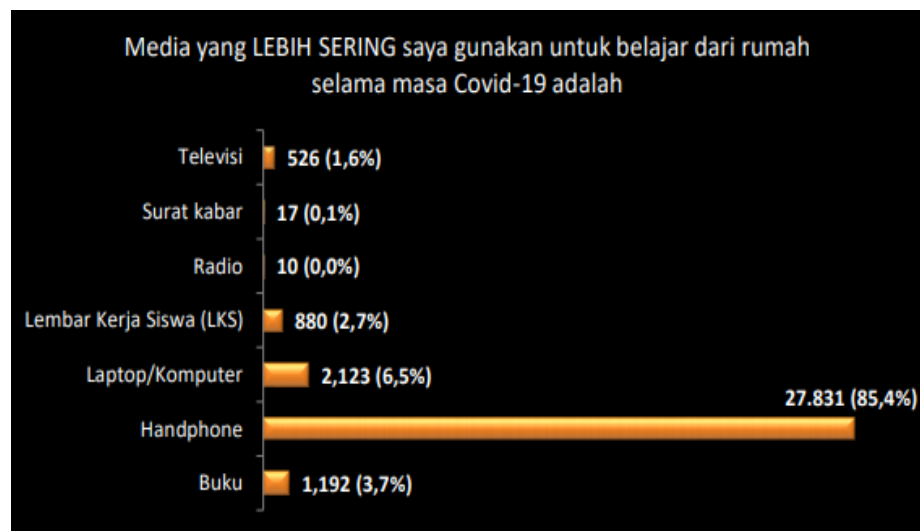 Media yang LEBIH SERING saya gunakan untuk belajar dari rumah
selama masa Covid-19 adalah
Televisi 526 (1,6%)
Surat kabar 17 (0,1%)
Radio 10 (0,0%)
Lembar Kerja Siswa (LKS) 880 (2,7%)
Laptop/Komputer 2,123 (6,5%)
27.831 (85,4%)
Handphone
Buku 1,192 (3,7%)